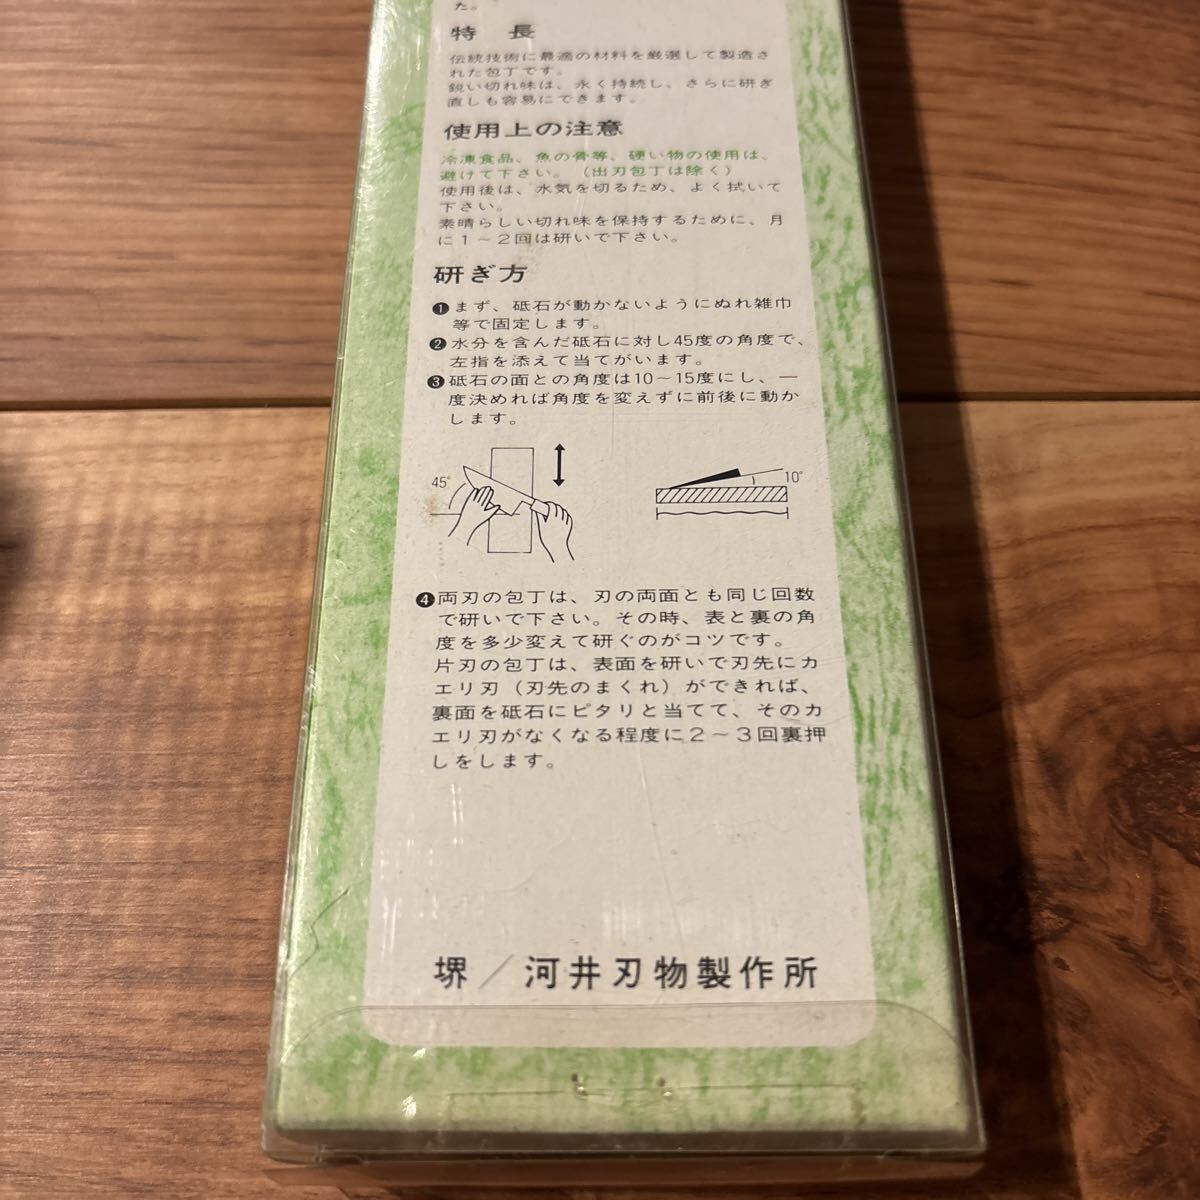 た。
特 長
伝統技術に最適の材料を厳選して製造さ
れた包丁です。
鋭い切れ味は、永く持続し、さらに研ぎ
直しも容易にできます。
使用上の注意
冷凍食品、魚の骨等、硬い物の使用は、
避けて下さい。（出刃包丁は除く）
使用後は、水気を切るため、よく拭いて
下さい。
素晴らしい切れ味を保持するために、月
に１～２回は研いで下さい。
研ぎ方
❶まず、砥石が動かないようにぬれ雑巾
等で固定します。
❷水分を含んだ砥石に対し45度の角度で、
左指を添えて当てがいます。
❸砥石の面との角度は10～15度にし、一
度決めれば角度を変えずに前後に動か
します。
45°
10°
❹両刃の包丁は、刃の両面とも同じ回数
で研いで下さい。その時、表と裏の角
度を多少変えて研ぐのがコツです。
片刃の包丁は、表面を研いで刃先にカ
エリ刃（刃先のまくれ）ができれば、
裏面を砥石にピタリと当てて、そのカ
エリ刃がなくなる程度に２～３回裏押
しをします。
堺／河井刃物製作所